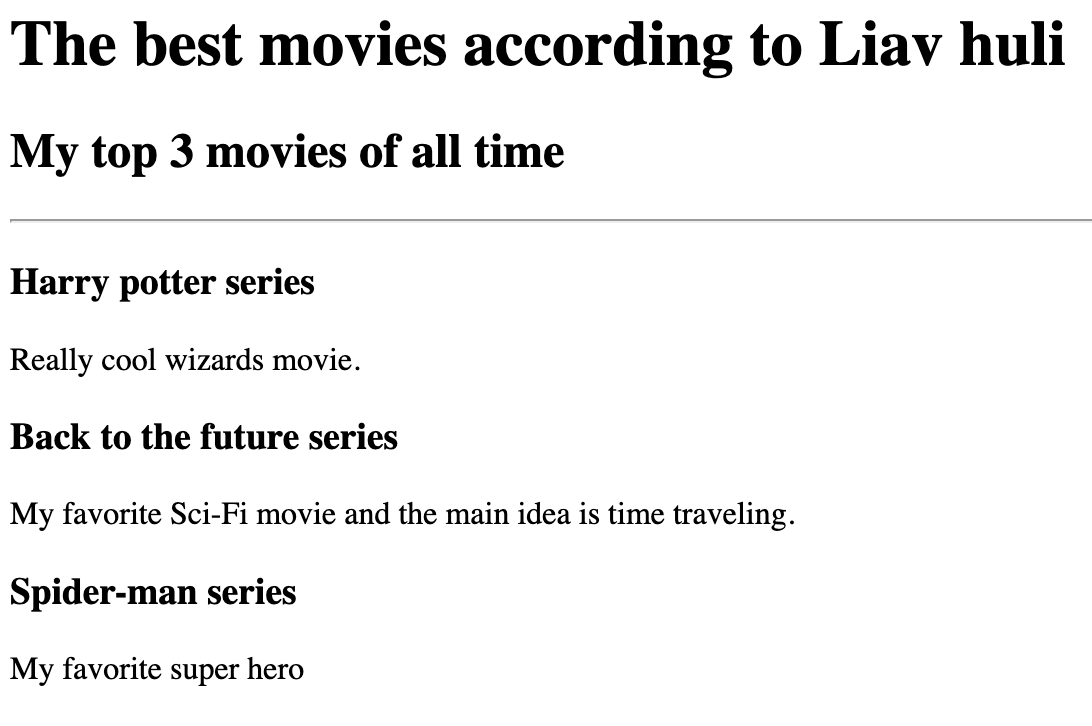 The best movies according to Liav huli
My top 3 movies of all time
Harry potter series
Really cool wizards movie.
Back to the future series
My favorite Sci-Fi movie and the main idea is time traveling.
Spider-man series
My favorite super hero